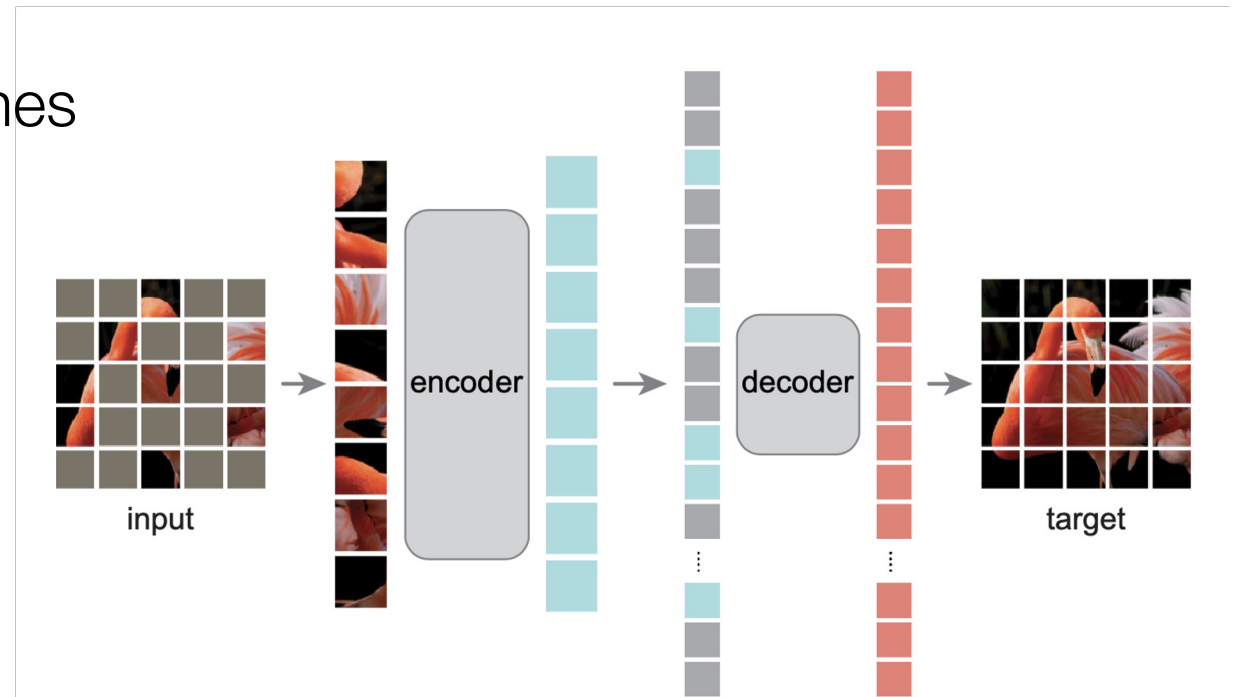 nes
encoder
decoder
input
target